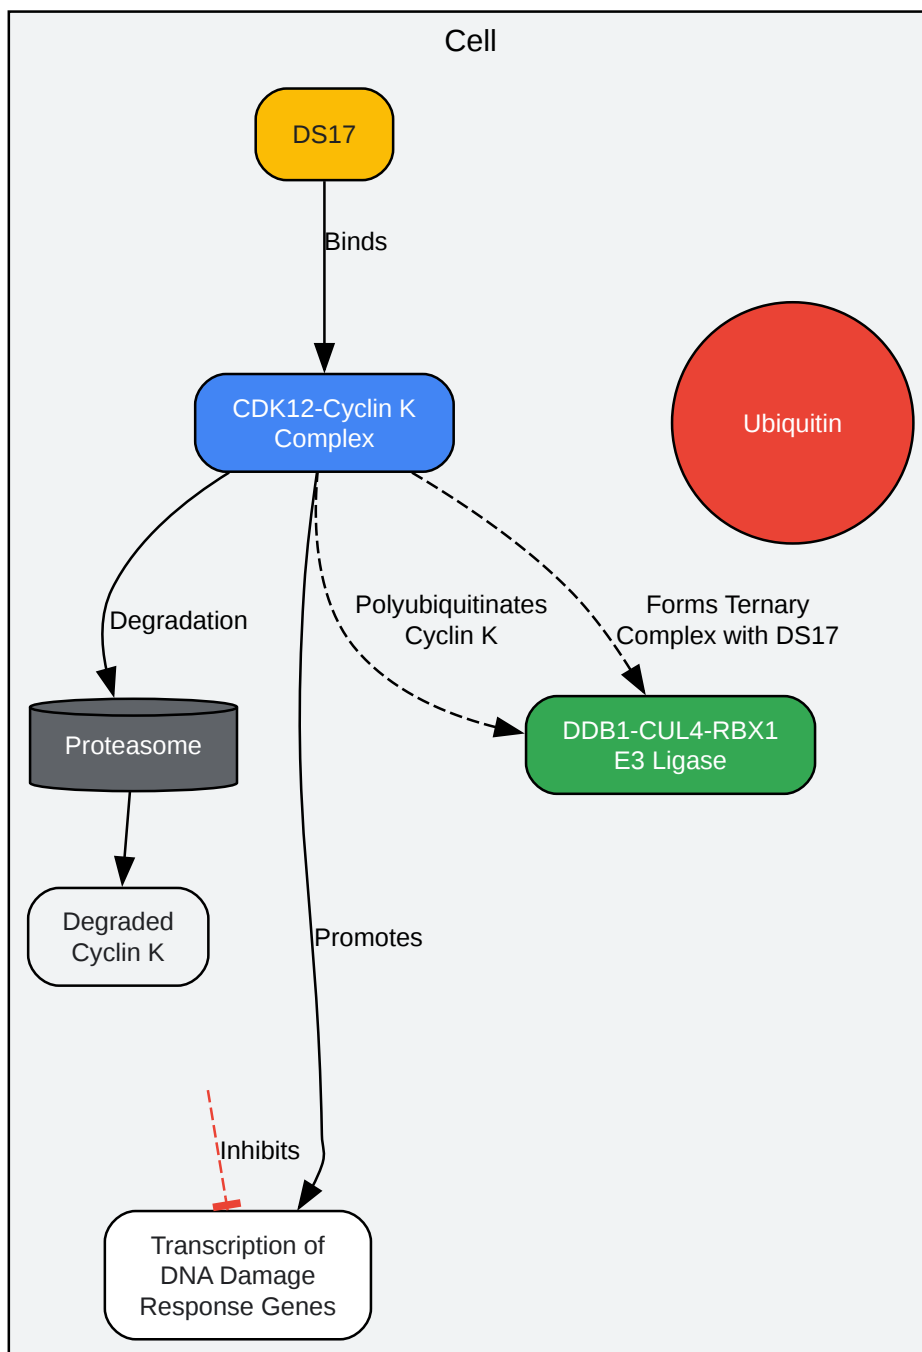 Cell
DS17
Binds
CDK12-Cyclin K
Complex
Ubiquitin
Degradation
Polyubiquitinates
Cyclin K
Forms Ternary
Complex with DS17
Proteasome
DDB1-CUL4-RBX1
E3 Ligase
Degraded
Cyclin K
Promotes
Inhibits
Transcription of
DNA Damage
Response Genes